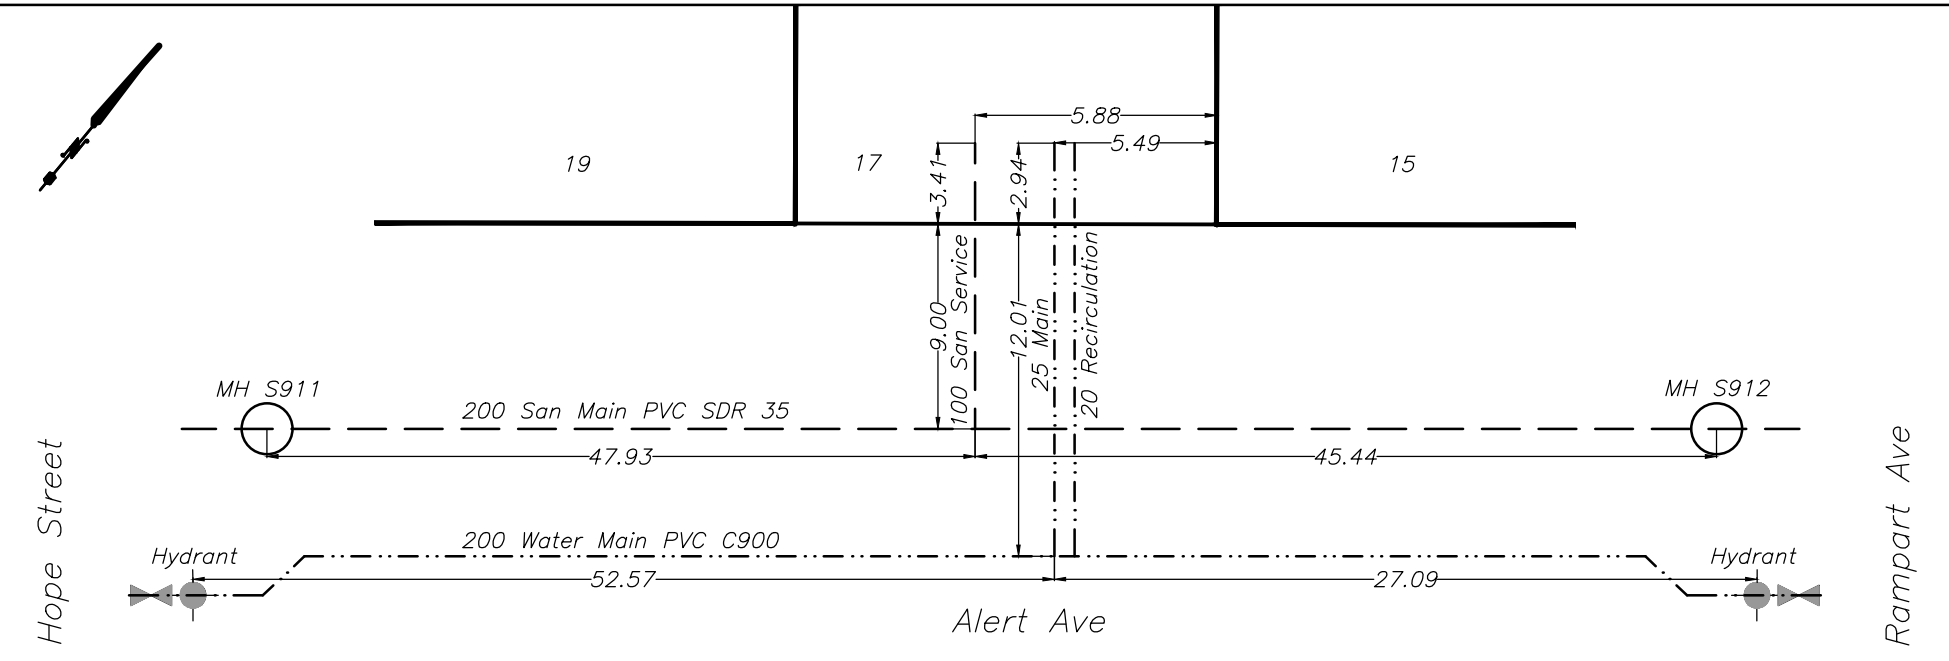 5.88
5.49
19
17
15
3.41
2.94
9.00
100 San Service
12.01
25 Main
20 Recirculation
MH S911
200 San Main PVC SDR 35
MH S912
47.93
45.44
Hope Street
Rampart Ave
200 Water Main PVC C900
Hydrant
Hydrant
52.57
27.09
Alert Ave